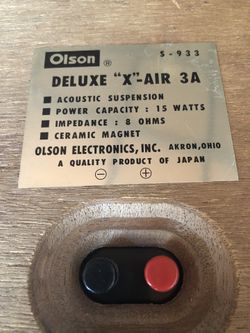 Olson ® S-933
DELUXE "X"-AIR 3A
■ ACOUSTIC SUSPENSION
■ POWER CAPACITY : 15 WATTS
■ IMPEDANCE : 8 OHMS
■ CERAMIC MAGNET
OLSON ELECTRONICS, INC. AKRON, OHIO
A QUALITY PRODUCT OF JAPAN
⊖ ⊕